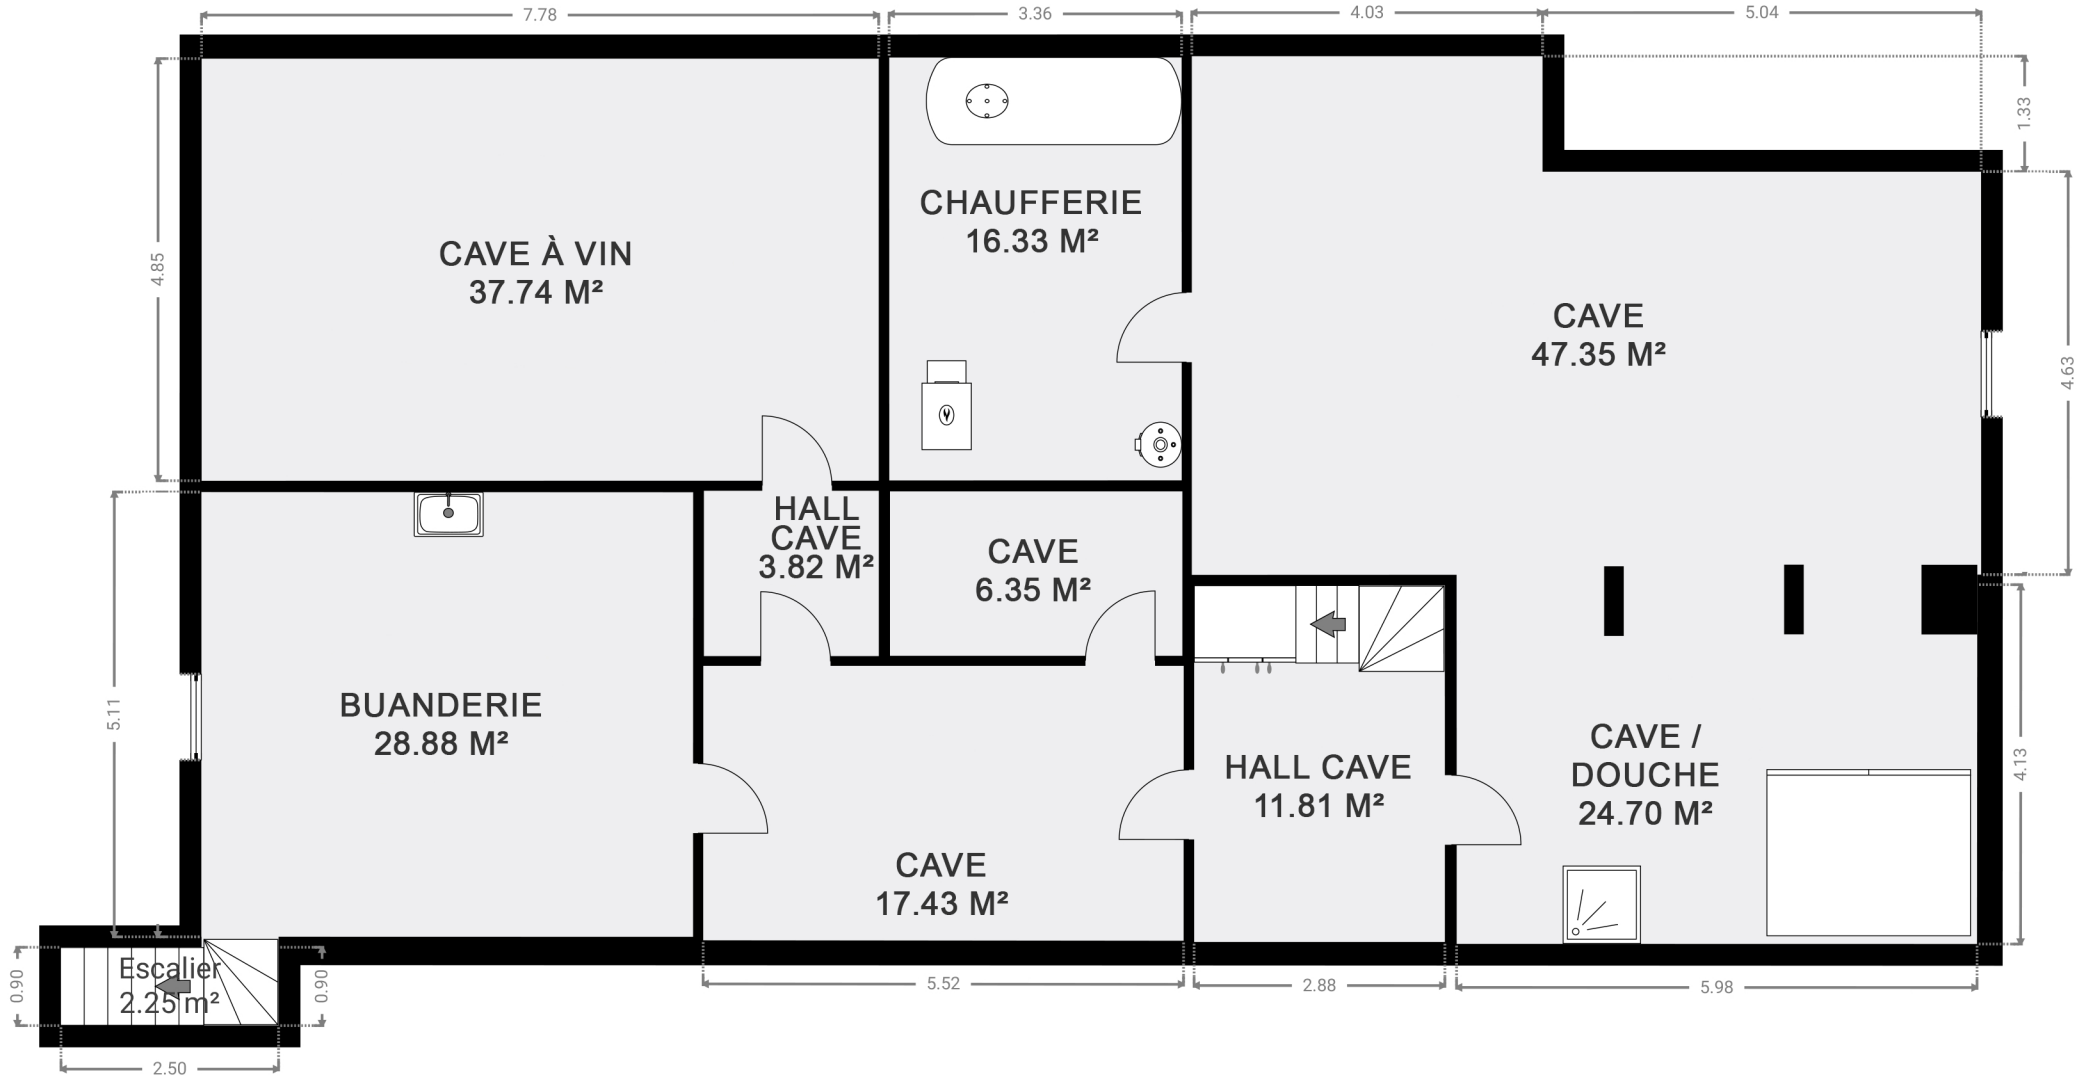 7.78
3.36
4.03
5.04
1.33
4.85
4.63
CHAUFFERIE
16.33 M²
CAVE À VIN
37.74 M²
CAVE
47.35 M²
HALL
CAVE
3.82 M²
CAVE
6.35 M²
BUANDERIE
28.88 M²
5.11
CAVE /
DOUCHE
24.70 M²
4.13
HALL CAVE
11.81 M²
CAVE
17.43 M²
Escalier
2.25 m²
0.90
0.90
5.52
2.88
5.98
2.50